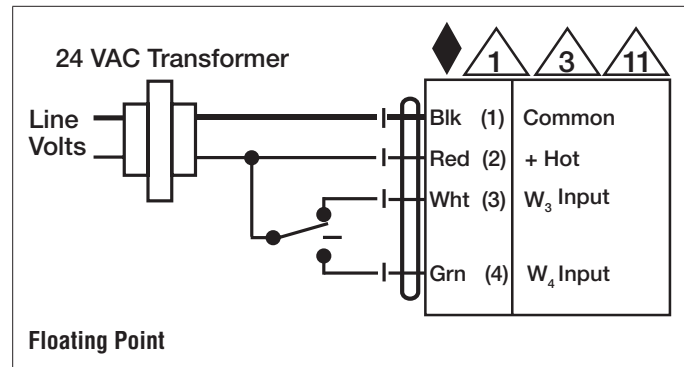 24 VAC Transformer
1 3 11
Line
Volts
Blk (1) Common
Red (2) + Hot
Wht (3) W₃ Input
Grn (4) W₄ Input
Floating Point